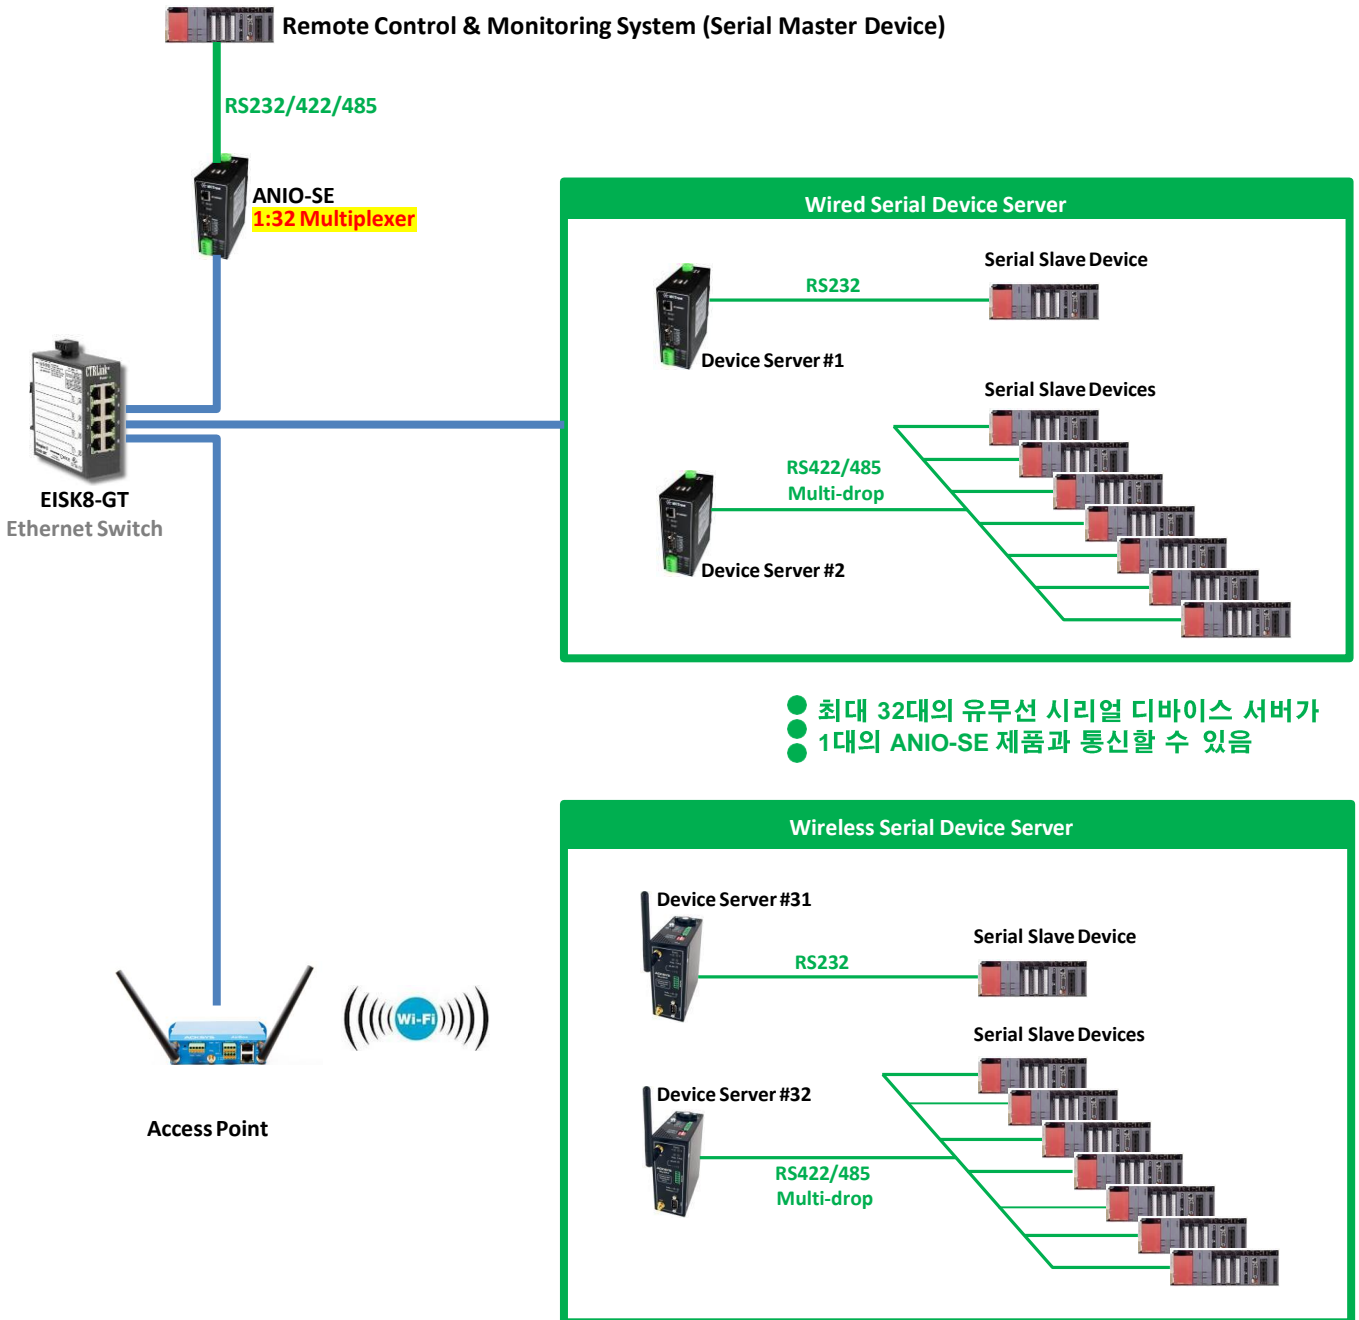 Remote Control & Monitoring System (Serial Master Device)
RS232/422/485
ANIO-SE
1:32 Multiplexer
Wired Serial Device Server
Serial Slave Device
RS232
Device Server #1
CTRLink
Serial Slave Devices
RS422/485
Multi-drop
EISK8-GT
Ethernet Switch
Device Server #2
최대 32대의 유무선 시리얼 디바이스 서버가
1대의 ANIO-SE 제품과 통신할 수 있음
Wireless Serial Device Server
Device Server #31
Serial Slave Device
RS232
Wi-Fi
Serial Slave Devices
Device Server #32
Access Point
RS422/485
Multi-drop